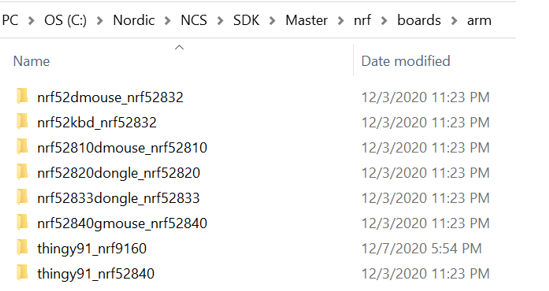 PC > OS (C:) > Nordic > NCS > SDK > Master > nrf > boards > arm
Name Date modified
nrf52dmouse_nrf52832 12/3/2020 11:23 PM
nrf52kbd_nrf52832 12/3/2020 11:23 PM
nrf52810dmouse_nrf52810 12/3/2020 11:23 PM
nrf52820dongle_nrf52820 12/3/2020 11:23 PM
nrf52833dongle_nrf52833 12/3/2020 11:23 PM
nrf52840gmouse_nrf52840 12/3/2020 11:23 PM
thingy91_nrf9160 12/7/2020 5:54 PM
thingy91_nrf52840 12/3/2020 11:23 PM